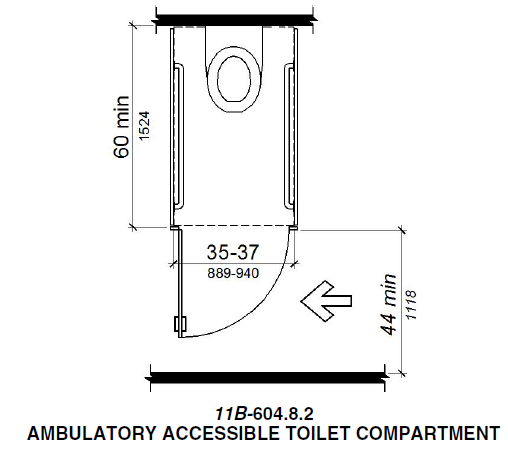 60 min
1524
35-37
889-940
44 min
1118
11B-604.8.2
AMBULATORY ACCESSIBLE TOILET COMPARTMENT